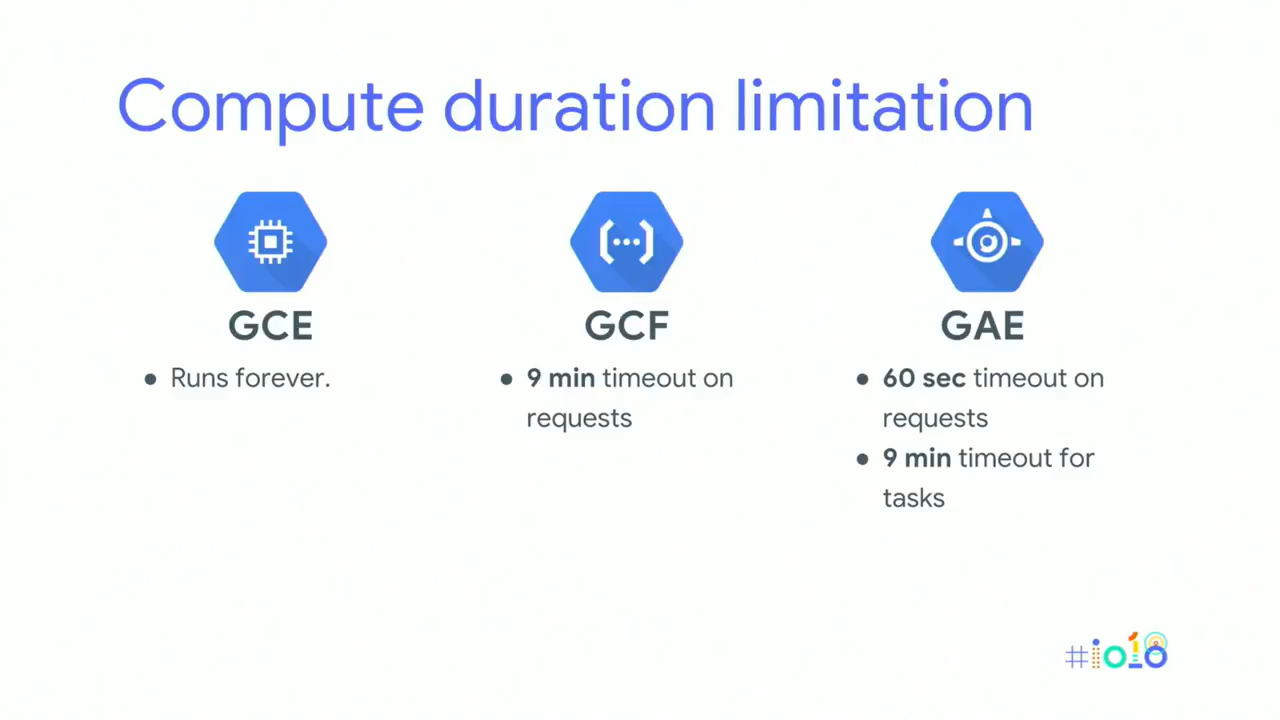 Compute duration limitation
GCE
● Runs forever.
GCF
● 9 min timeout on
requests
GAE
● 60 sec timeout on
requests
● 9 min timeout for
tasks
#io18